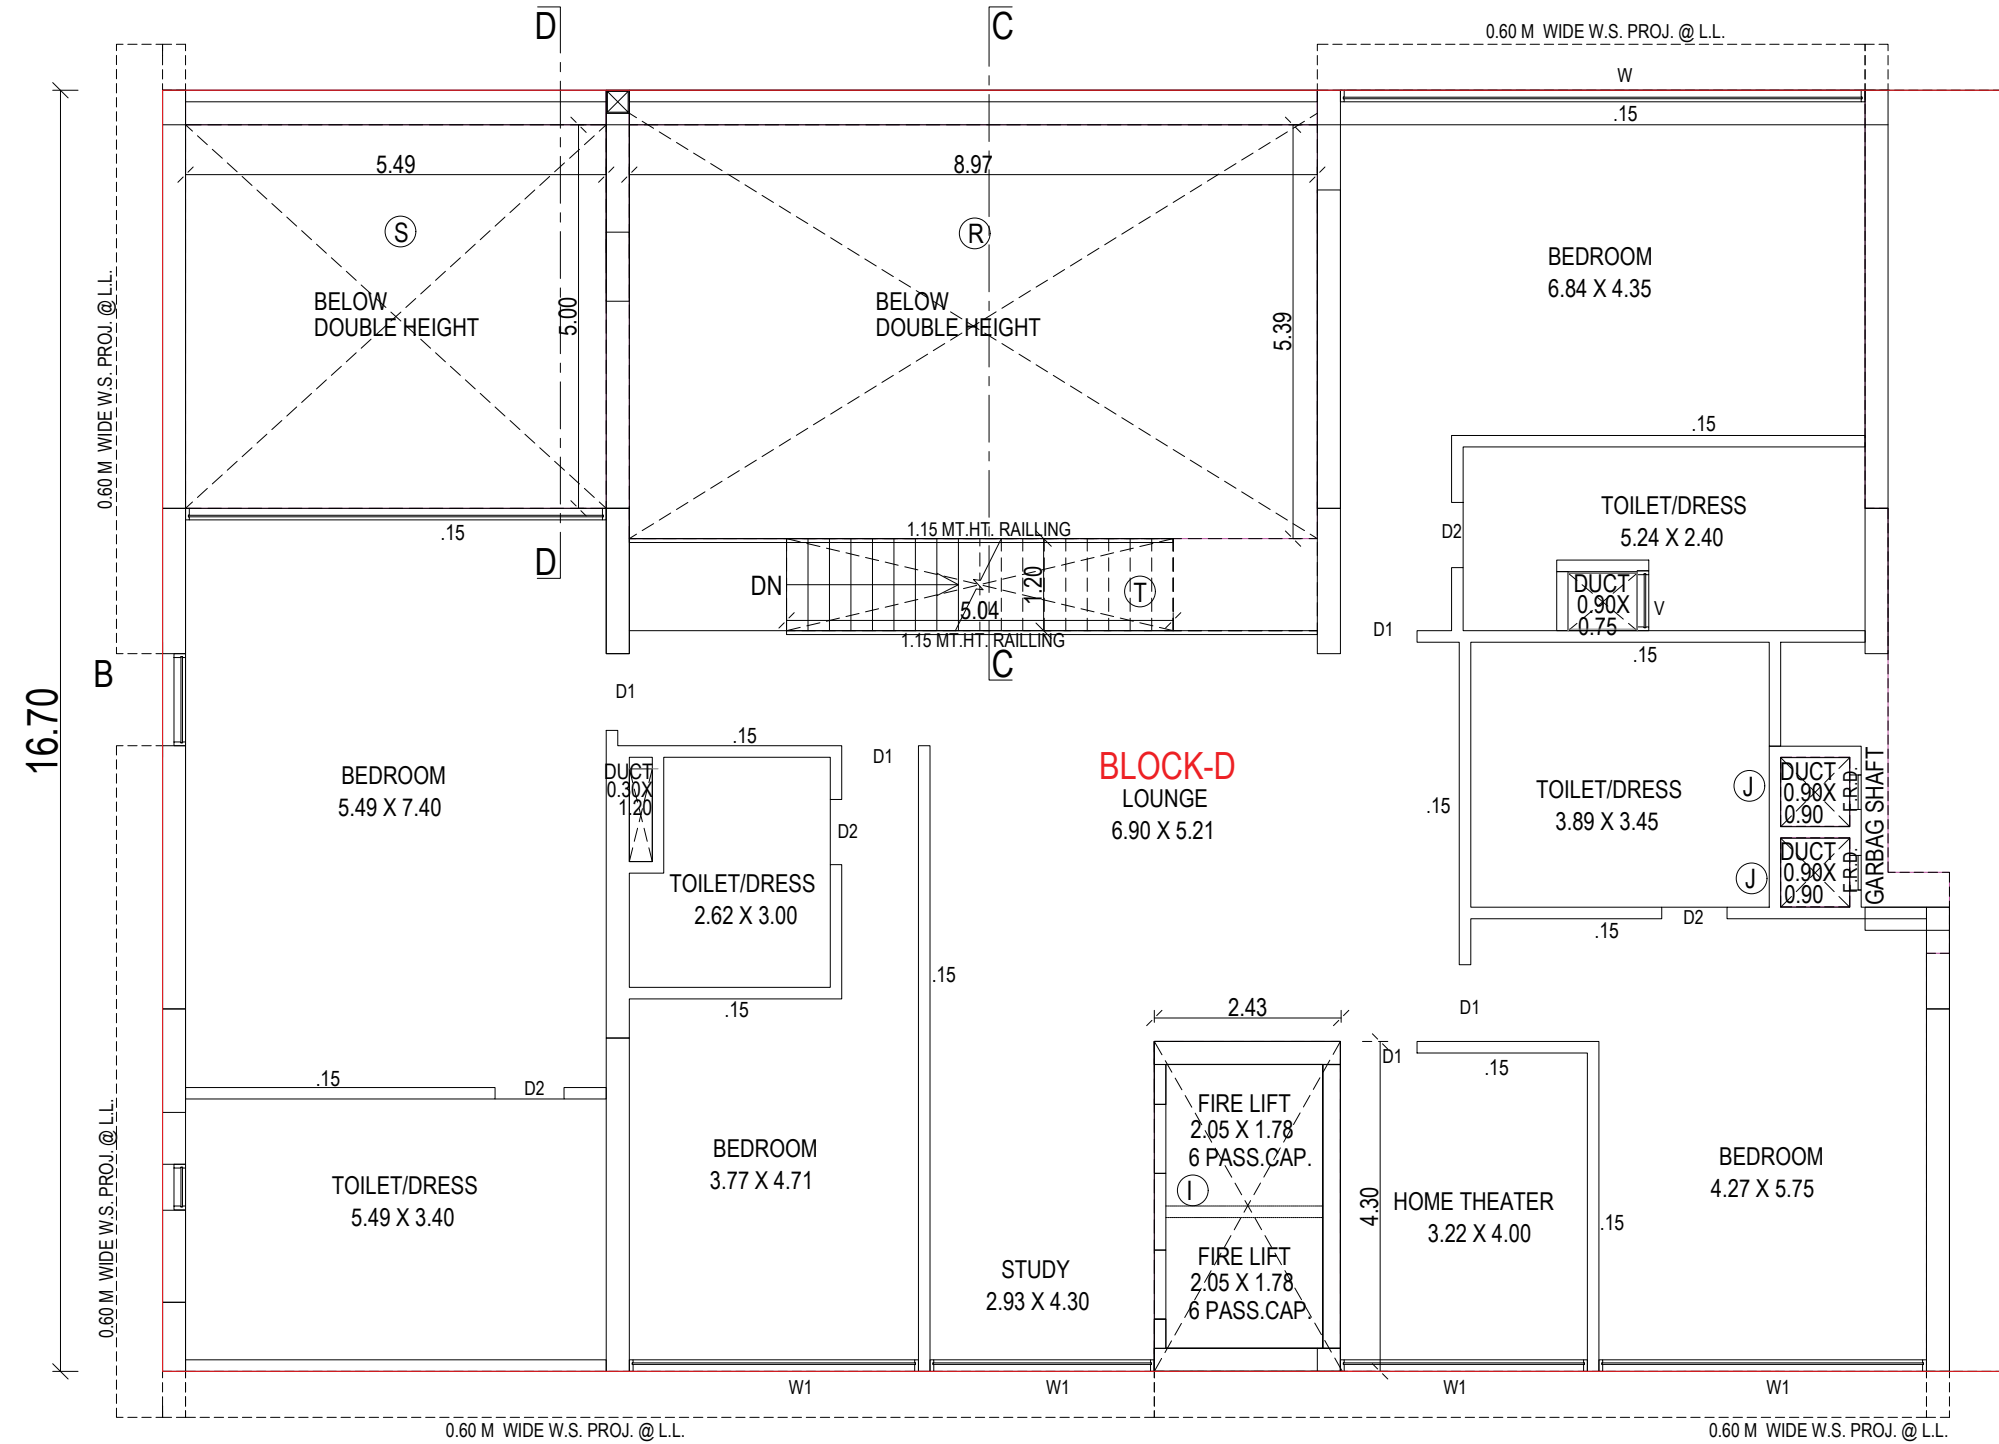 D
C
0.60 M WIDE W.S. PROJ. @ L.L.
W
.15
5.49
8.97
S
R
BEDROOM
6.84 X 4.35
BELOW
DOUBLE HEIGHT
5.00
BELOW
DOUBLE HEIGHT
5.39
0.60 M WIDE W.S. PROJ. @ L.L.
.15
TOILET/DRESS
5.24 X 2.40
D2
.15
1.15 MT.HT. RAILLING
D
DN
5.04
1.20
T
DUCT
0.90X
0.75
V
1.15 MT.HT. RAILLING
C
D1
.15
B
D1
16.70
.15
D1
BLOCK-D
LOUNGE
6.90 X 5.21
BEDROOM
5.49 X 7.40
DUCT
0.30X
1.20
D2
.15
TOILET/DRESS
3.89 X 3.45
J
DUCT
0.90X
0.90
F.R.D.
GARBAG SHAFT
J
DUCT
0.90X
0.90
F.R.D.
TOILET/DRESS
2.62 X 3.00
D2
.15
.15
.15
2.43
D1
D1
.15
.15
D2
FIRE LIFT
2.05 X 1.78
6 PASS.CAP.
I
BEDROOM
3.77 X 4.71
BEDROOM
4.27 X 5.75
TOILET/DRESS
5.49 X 3.40
4.30
HOME THEATER
3.22 X 4.00
.15
FIRE LIFT
2.05 X 1.78
6 PASS.CAP.
STUDY
2.93 X 4.30
0.60 M WIDE W.S. PROJ. @ L.L.
W1
W1
W1
W1
0.60 M WIDE W.S. PROJ. @ L.L.
0.60 M WIDE W.S. PROJ. @ L.L.